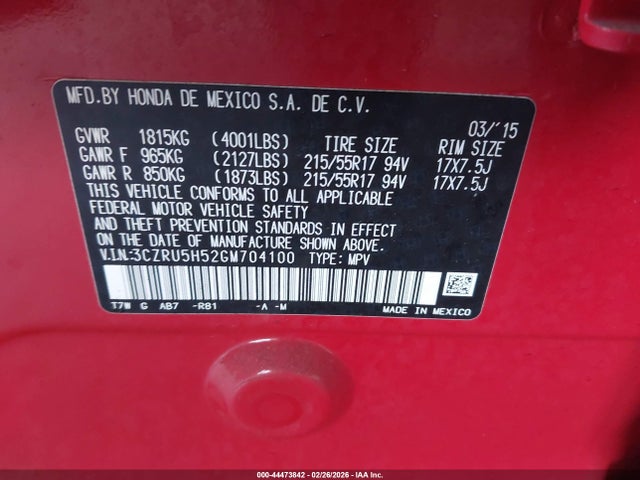 MFD.BY HONDA DE MEXICO S.A. DE C.V.
03/'15
GVWR 1815KG (4001LBS) TIRE SIZE RIM SIZE
GAWR F 965KG (2127LBS) 215/55R17 94V 17X7.5J
GAWR R 850KG (1873LBS) 215/55R17 94V 17X7.5J
THIS VEHICLE CONFORMS TO ALL APPLICABLE
FEDERAL MOTOR VEHICLE SAFETY
AND THEFT PREVENTION STANDARDS IN EFFECT
ON THE DATE OF MANUFACTURE SHOWN ABOVE.
V.I.N:3CZRU5H52GM704100 TYPE: MPV
T7W G AB7 -R81 -A -M MADE IN MEXICO
000-44473842 - 02/26/2026 - IAA Inc.